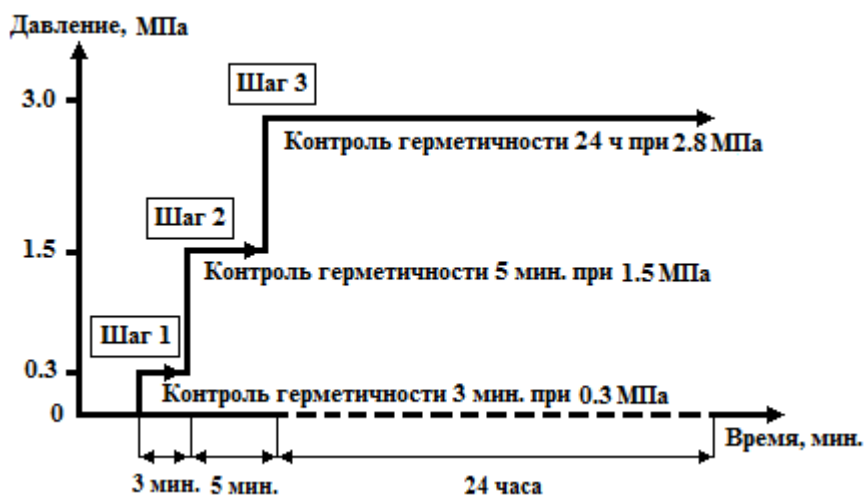 Давление, МПа
Шаг 3
3.0
Контроль герметичности 24 ч при 2.8 МПа
Шаг 2
1.5
Контроль герметичности 5 мин. при 1.5 МПа
Шаг 1
0.3
Контроль герметичности 3 мин. при 0.3 МПа
0
Время, мин.
3 мин. 5 мин. 24 часа